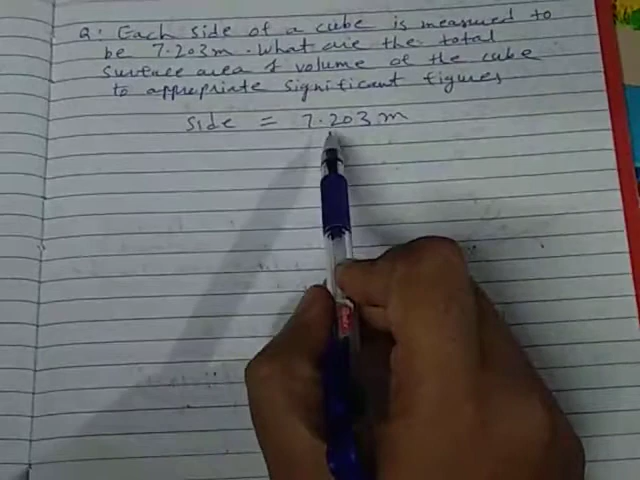 Q: Each side of a cube is measured to
be 7.203m. What are the total
surface area & volume of the cube
to appropriate significant figures
side = 7.203 m